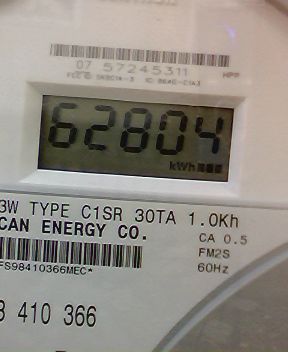 07 57245311
HPP
62804
kWh
3W TYPE C1SR 30TA 1.0Kh
CAN ENERGY CO.
CA 0.5
FM2S
60Hz
FS98410366MEC*
410 366